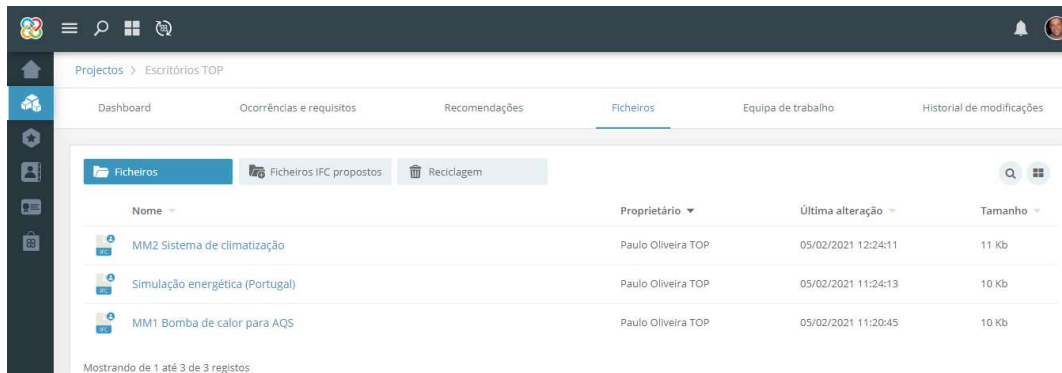 Projectos > Escritórios TOP
Dashboard Ocorrências e requisitos Recomendações Ficheiros Equipa de trabalho Historial de modificações
Ficheiros Ficheiros IFC propostos Reciclagem
Nome Proprietário Última alteração Tamanho
IFC MM2 Sistema de climatização Paulo Oliveira TOP 05/02/2021 12:24:11 11 Kb
IFC Simulação energética (Portugal) Paulo Oliveira TOP 05/02/2021 11:24:13 10 Kb
IFC MM1 Bomba de calor para AQS Paulo Oliveira TOP 05/02/2021 11:20:45 10 Kb
Mostrando de 1 até 3 de 3 registos